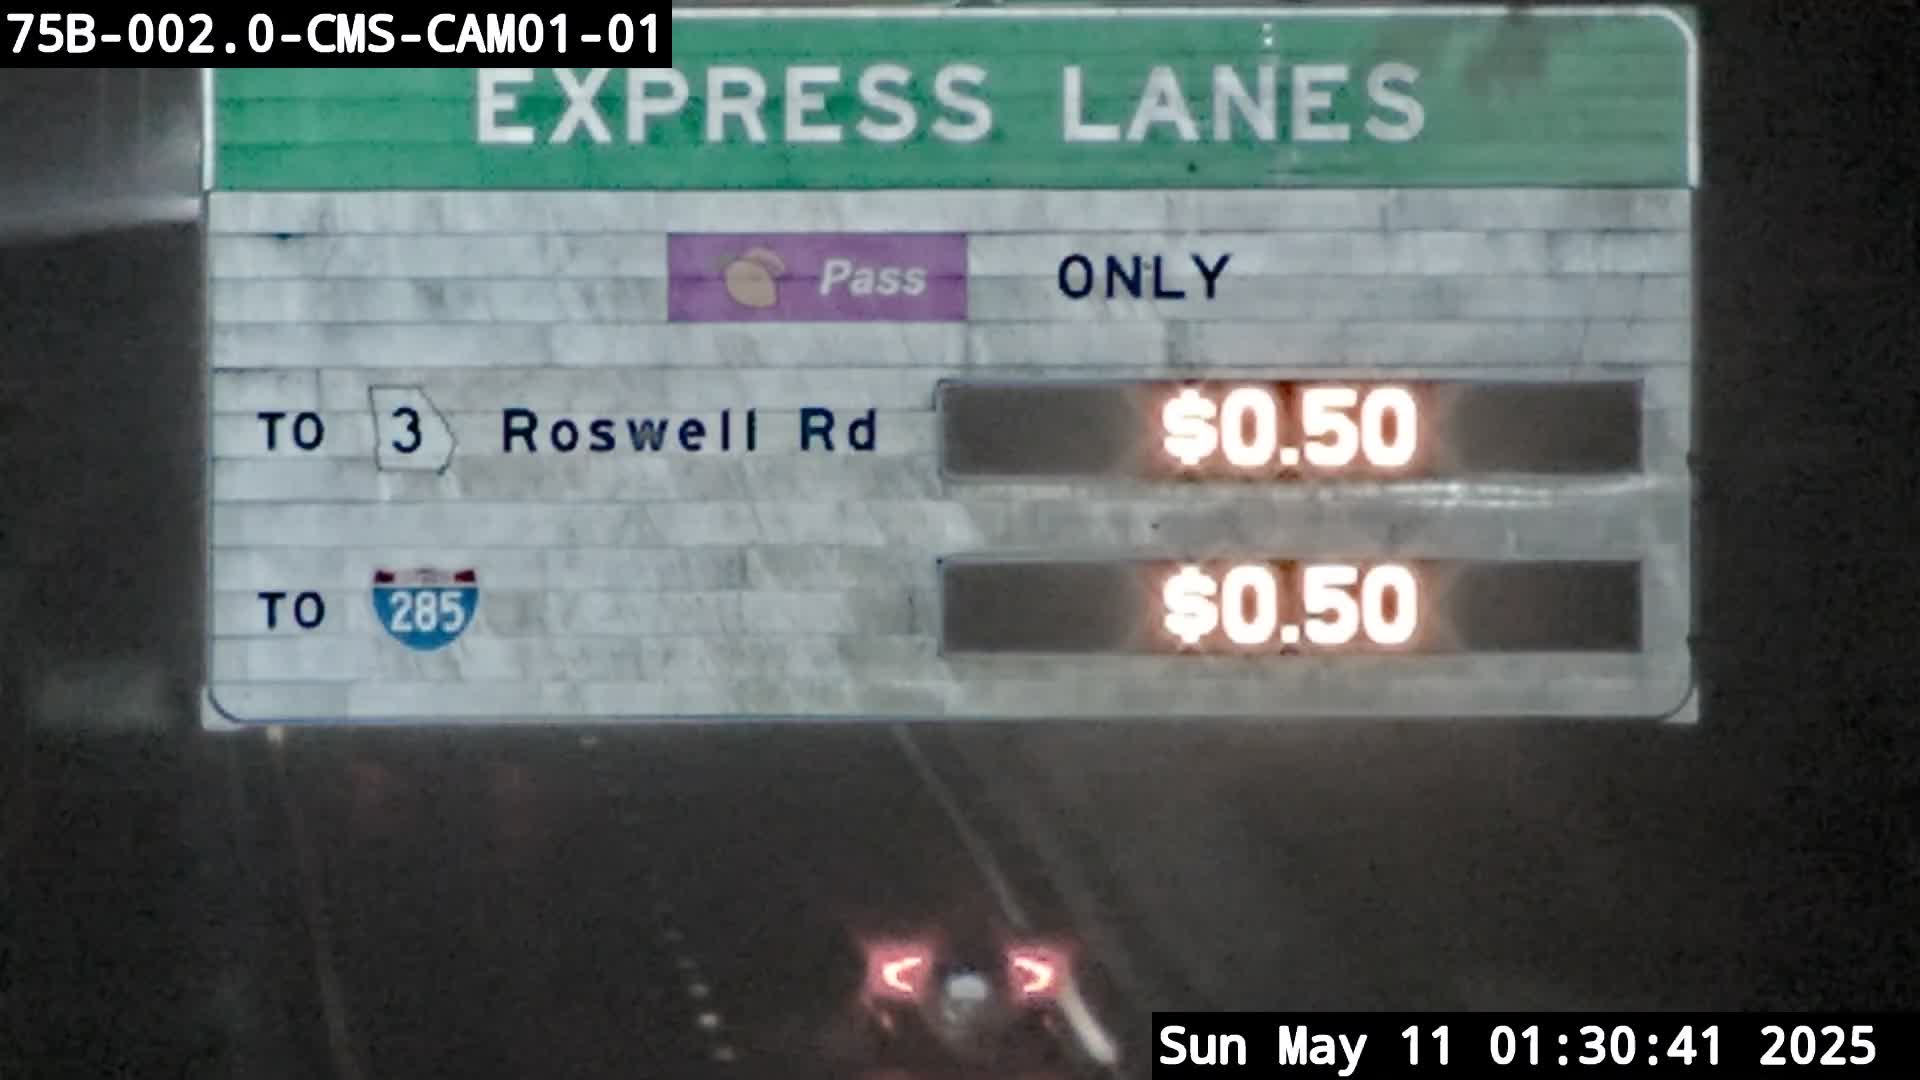 75B-002.0-CMS-CAM01-01
EXPRESS LANES
Pass ONLY
TO 3 Roswell Rd $0.50
TO 285 $0.50
Sun May 11 01:30:41 2025